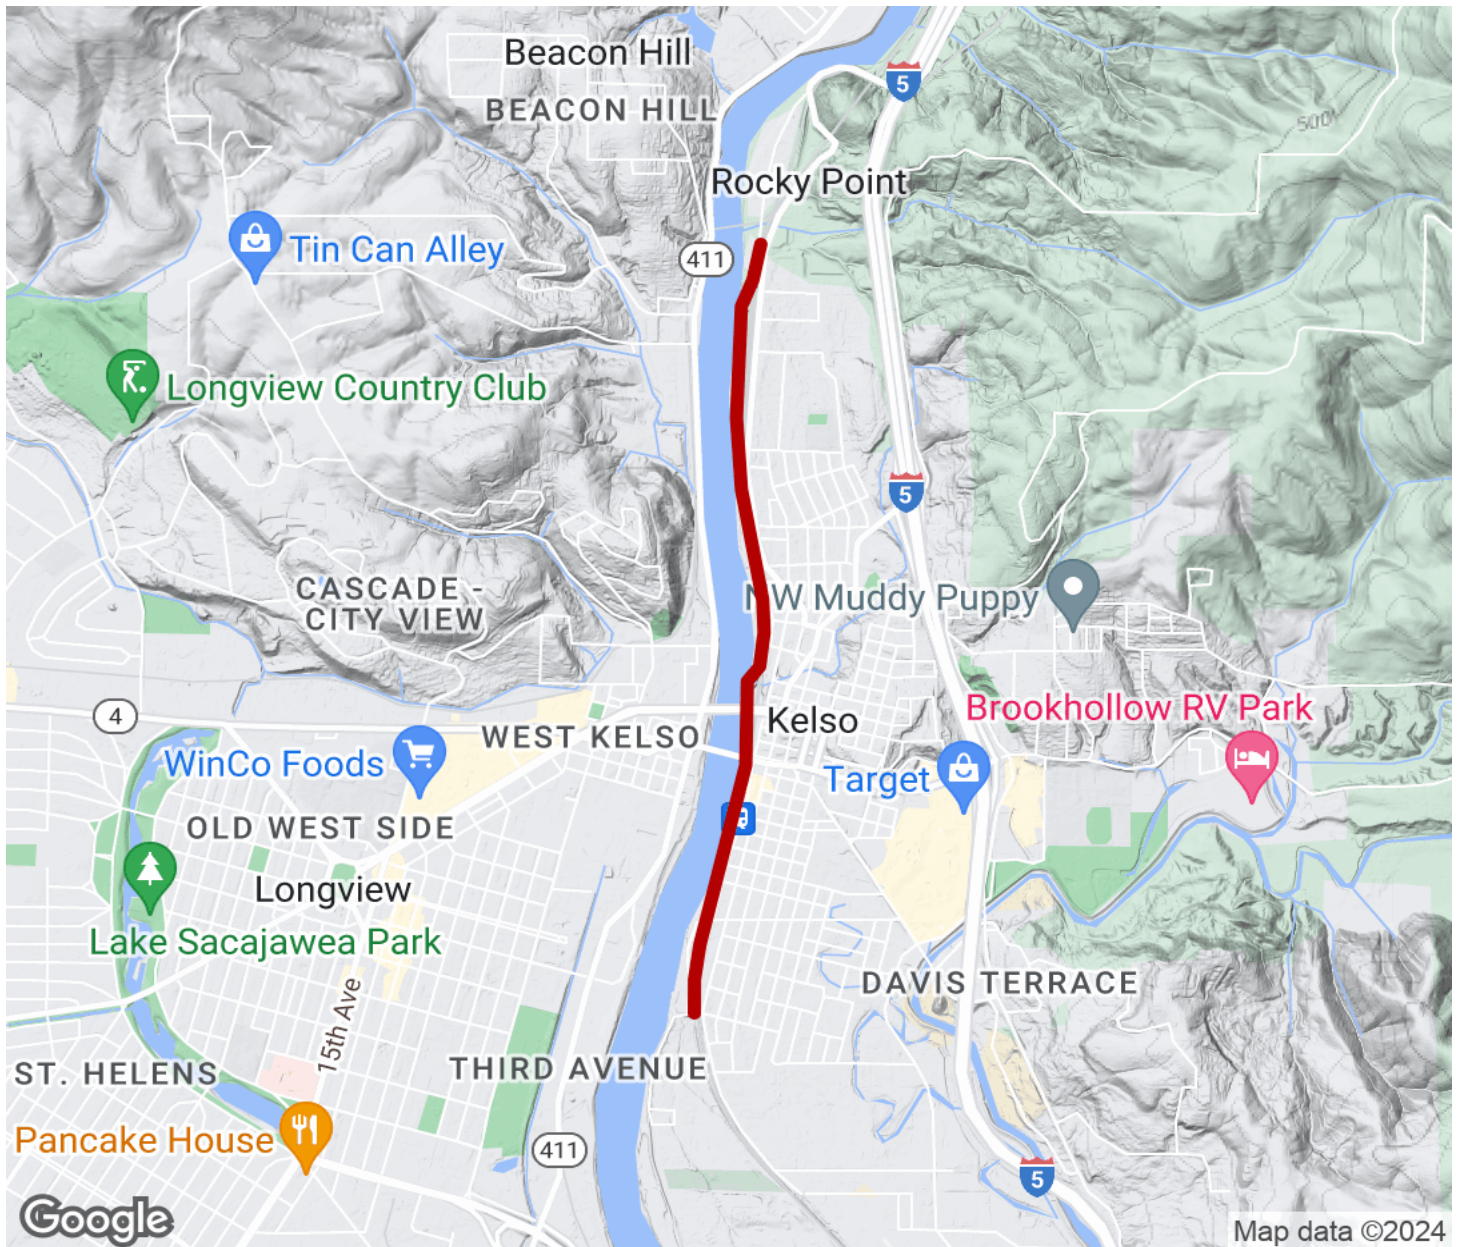 Beacon Hill
BEACON HILL
5
500
Rocky Point
411
Tin Can Alley
Longview Country Club
5
CASCADE -
CITY VIEW
NW Muddy Puppy
4
WEST KELSO
Kelso
Brookhollow RV Park
WinCo Foods
Target
OLD WEST SIDE
Longview
Lake Sacajawea Park
DAVIS TERRACE
15th Ave
ST. HELENS
THIRD AVENUE
Pancake House
411
5
Google
Map data ©2024